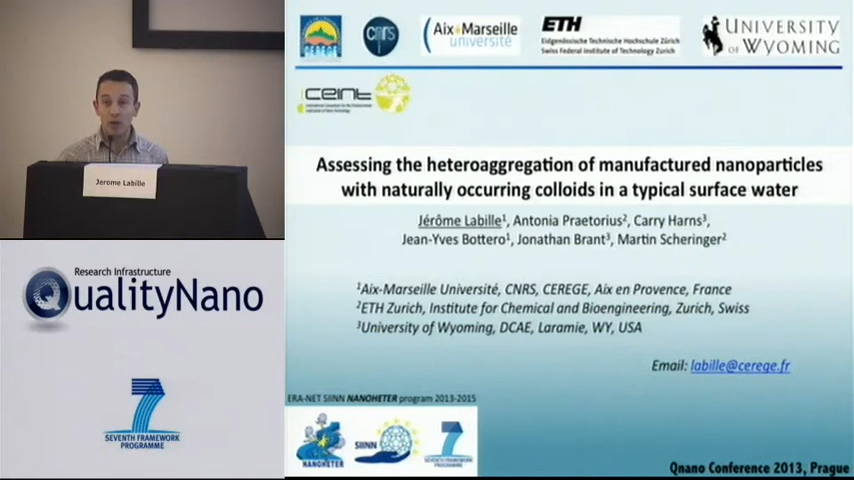 Jerome Labille
Research Infrastructure
QualityNano
7
SEVENTH FRAMEWORK
PROGRAMME
CEREGE
cnrs
Aix*Marseille
université
ETH
Eidgenössische Technische Hochschule Zürich
Swiss Federal Institute of Technology Zurich
UNIVERSITY
OF WYOMING
ceint
Assessing the heteroaggregation of manufactured nanoparticles
with naturally occurring colloids in a typical surface water
Jérôme Labille¹, Antonia Praetorius², Carry Harns³,
Jean-Yves Bottero¹, Jonathan Brant³, Martin Scheringer²
¹Aix-Marseille Université, CNRS, CEREGE, Aix en Provence, France
²ETH Zurich, Institute for Chemical and Bioengineering, Zurich, Swiss
³University of Wyoming, DCAE, Laramie, WY, USA
Email: labille@cerege.fr
ERA-NET SIINN NANOHETER program 2013-2015
NANOHETER
SIINN
7
SEVENTH FRAMEWORK
PROGRAMME
Qnano Conference 2013, Prague